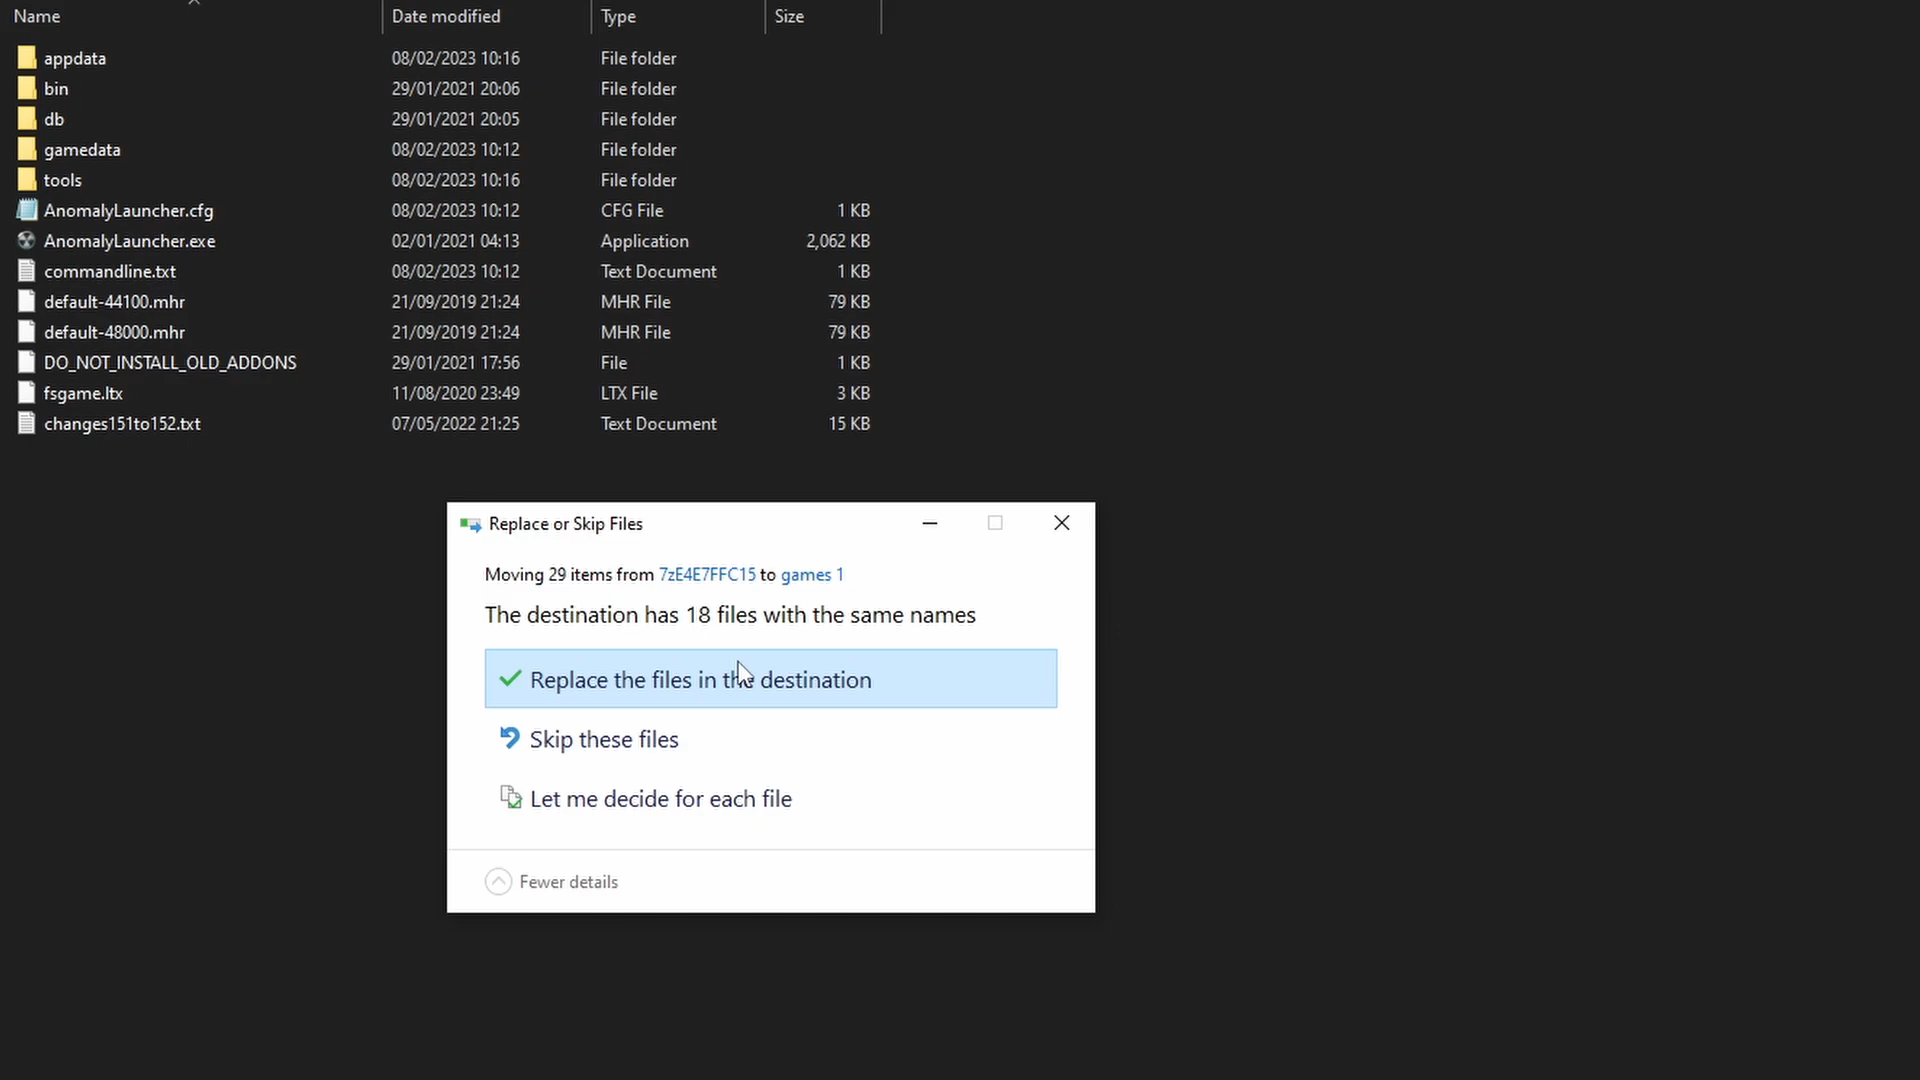 Name Date modified Type Size
appdata 08/02/2023 10:16 File folder
bin 29/01/2021 20:06 File folder
db 29/01/2021 20:05 File folder
gamedata 08/02/2023 10:12 File folder
tools 08/02/2023 10:16 File folder
AnomalyLauncher.cfg 08/02/2023 10:12 CFG File 1 KB
AnomalyLauncher.exe 02/01/2021 04:13 Application 2,062 KB
commandline.txt 08/02/2023 10:12 Text Document 1 KB
default-44100.mhr 21/09/2019 21:24 MHR File 79 KB
default-48000.mhr 21/09/2019 21:24 MHR File 79 KB
DO_NOT_INSTALL_OLD_ADDONS 29/01/2021 17:56 File 1 KB
fsgame.ltx 11/08/2020 23:49 LTX File 3 KB
changes151to152.txt 07/05/2022 21:25 Text Document 15 KB
Replace or Skip Files
Moving 29 items from 7zE4E7FFC15 to games 1
The destination has 18 files with the same names
Replace the files in the destination
Skip these files
Let me decide for each file
Fewer details